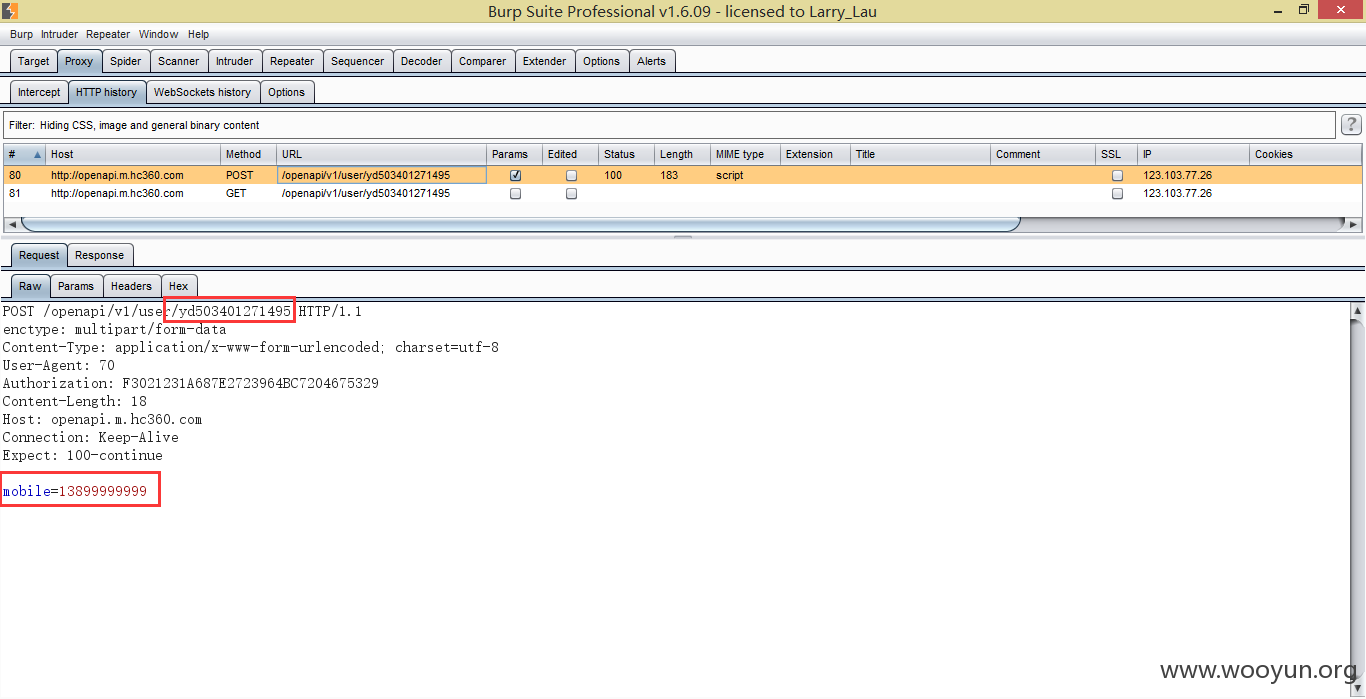 Burp Suite Professional v1.6.09 - licensed to Larry_Lau
Burp Intruder Repeater Window Help
Target Proxy Spider Scanner Intruder Repeater Sequencer Decoder Comparer Extender Options Alerts
Intercept HTTP history WebSockets history Options
Filter: Hiding CSS, image and general binary content ?
# Host Method URL Params Edited Status Length MIME type Extension Title Comment SSL IP Cookies
80 http://openapi.m.hc360.com POST /openapi/v1/user/yd503401271495 100 183 script 123.103.77.26
81 http://openapi.m.hc360.com GET /openapi/v1/user/yd503401271495 123.103.77.26
Request Response
Raw Params Headers Hex
POST /openapi/v1/user/yd503401271495 HTTP/1.1
enctype: multipart/form-data
Content-Type: application/x-www-form-urlencoded; charset=utf-8
User-Agent: 70
Authorization: F3021231A687E2723964BC7204675329
Content-Length: 18
Host: openapi.m.hc360.com
Connection: Keep-Alive
Expect: 100-continue
mobile=13899999999
www.wooyun.org